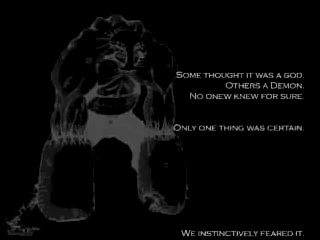 Some thought it was a god.
Others a Demon.
No onew knew for sure.
Only one thing was certain.
We instinctively feared it.